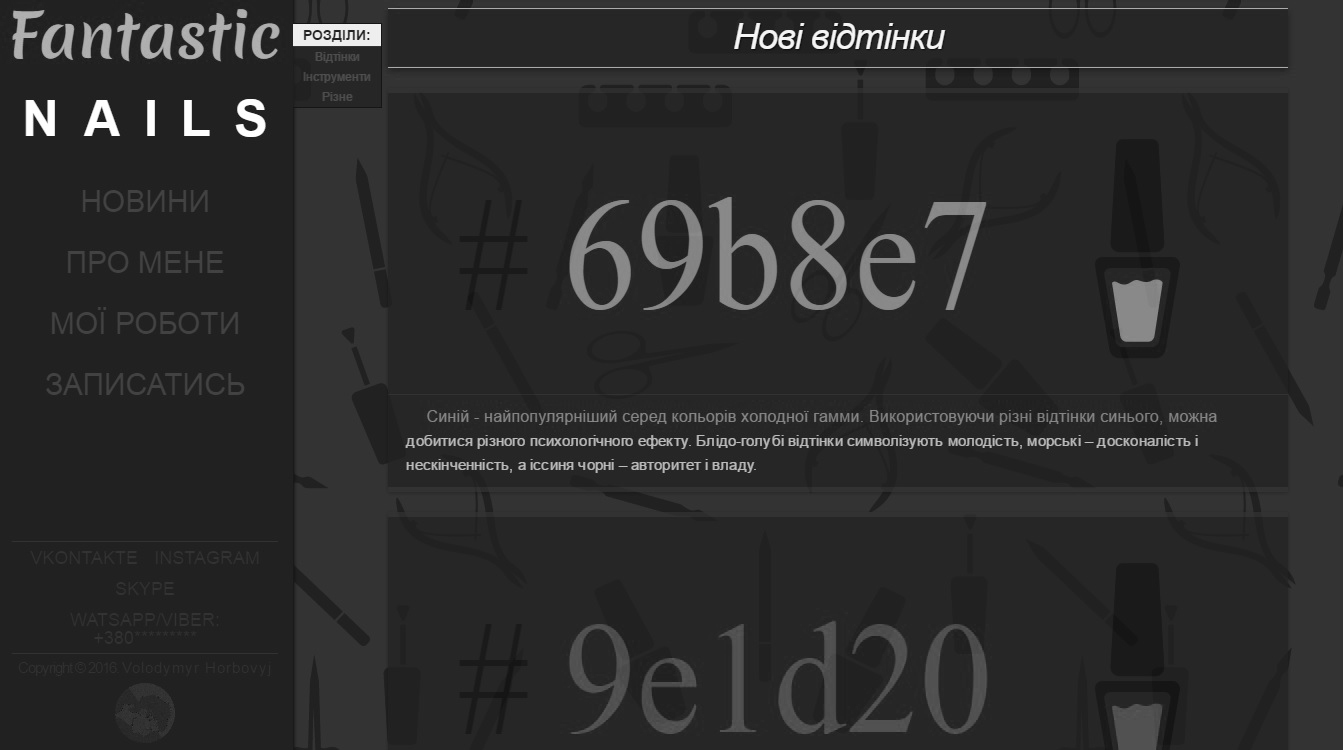 Fantastic
NAILS
НОВИНИ
ПРО МЕНЕ
МОЇ РОБОТИ
ЗАПИСАТИСЬ
VKONTAKTE INSTAGRAM
SKYPE
WATSAPP/VIBER:
+380*********
Copyright © 2016 Volodymyr Horbovyj
РОЗДІЛИ:
Відтінки
Інструменти
Різне
Нові відтінки
# 69b8e7
Синій - найпопулярніший серед кольорів холодної гамми. Використовуючи різні відтінки синього, можна
добитися різного психологічного ефекту. Блідо-голубі відтінки символізують молодість, морські – досконалість і
нескінченність, а іссиня чорні – авторитет і владу.
# 9e1d20